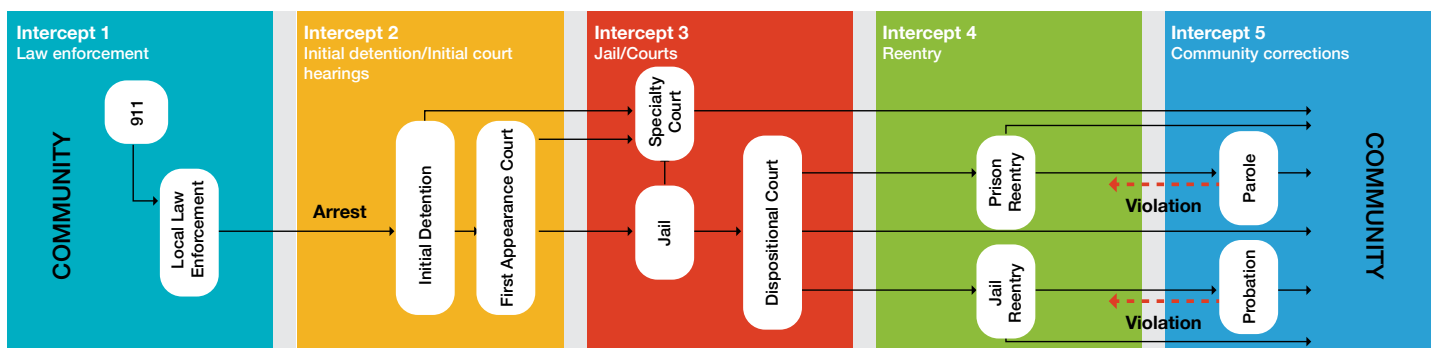 Intercept 1
Law enforcement
COMMUNITY
911
Local Law
Enforcement
Intercept 2
Initial detention/Initial court
hearings
Arrest
Initial Detention
First Appearance Court
Intercept 3
Jail/Courts
Specialty
Court
Jail
Dispositional Court
Intercept 4
Reentry
Prison
Reentry
Jail
Reentry
Intercept 5
Community corrections
Violation
Parole
Violation
Probation
COMMUNITY